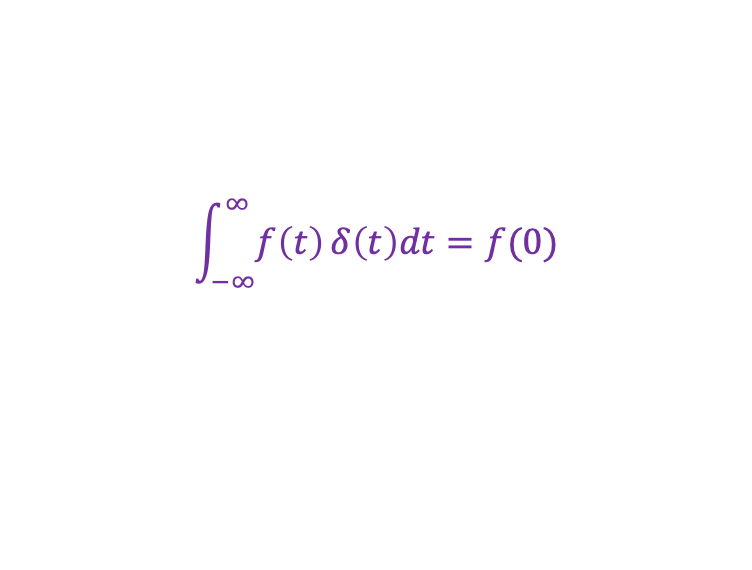 ∫_{-∞}^{∞} f(t) δ(t)dt = f(0)